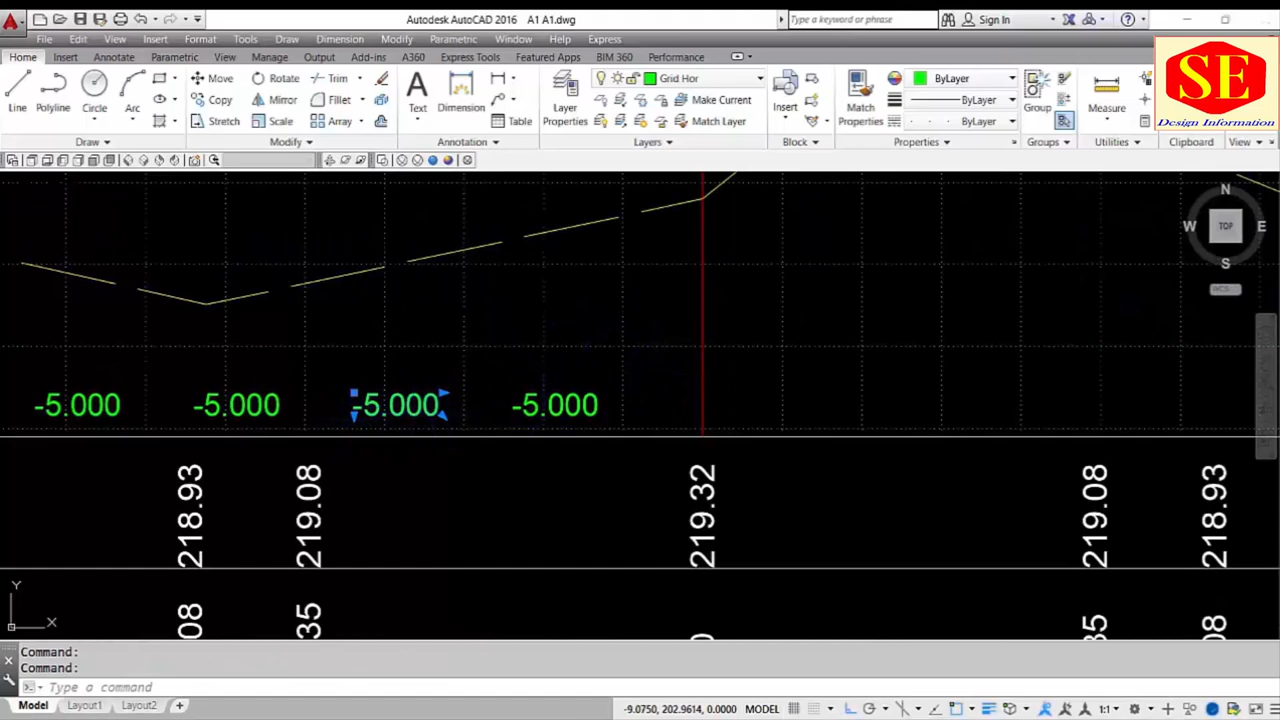 Autodesk AutoCAD 2016 A1 A1.dwg
Type a keyword or phrase
Sign In
File Edit View Insert Format Tools Draw Dimension Modify Parametric Window Help Express
Home Insert Annotate Parametric View Manage Output Add-ins A360 Express Tools Featured Apps BIM 360 Performance
SE
Design Information
Line Polyline Circle Arc
Move Rotate Trim
Copy Mirror Fillet
Stretch Scale Array
Text Dimension Table
Layer Properties
Grid Hor
Make Current
Match Layer
Insert
Match Properties
ByLayer
ByLayer
ByLayer
Group
Measure
Draw Modify Annotation Layers Block Properties Groups Utilities Clipboard View
N
W TOP E
S
WCS
-5.000 -5.000 -5.000 -5.000
218.93 219.08 219.32 219.08 218.93
Y
X
08 35 0 35 08
Command:
Command:
Type a command
Model Layout1 Layout2 +
-9.0750, 202.9614, 0.0000 MODEL
1:1